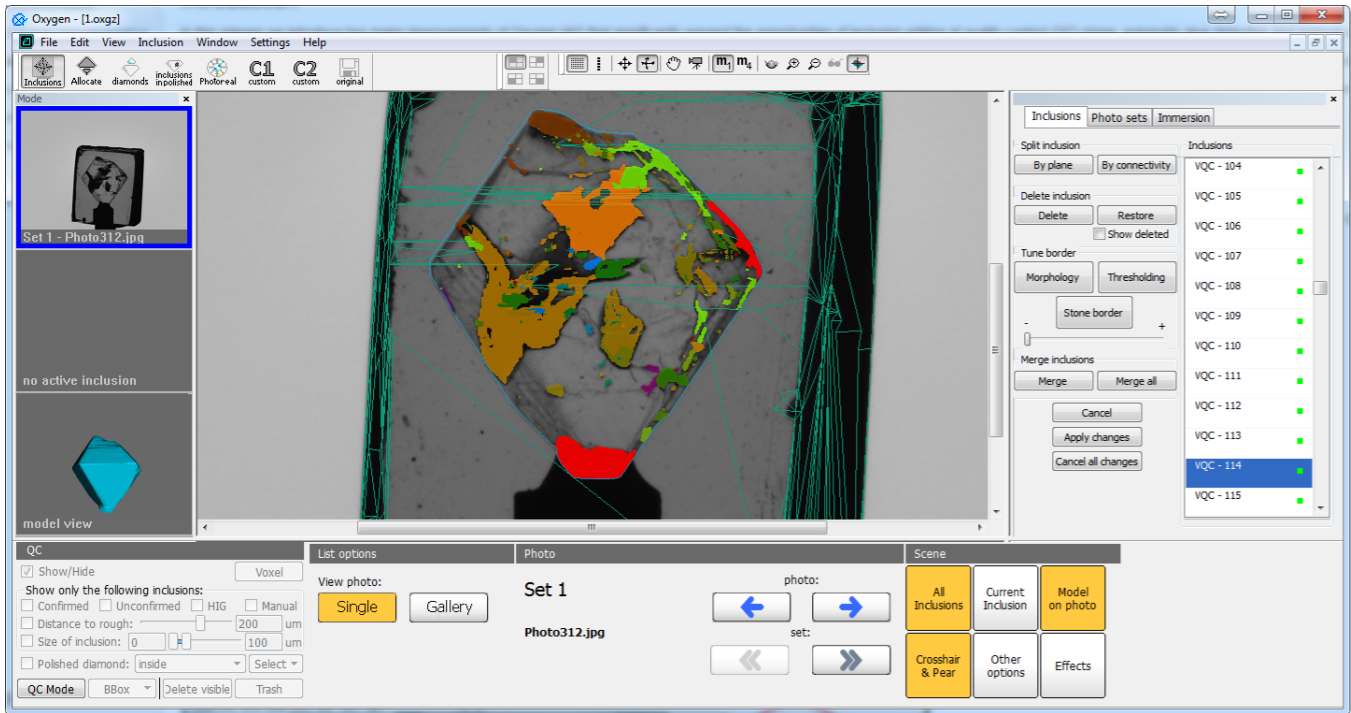 Oxygen - [1.oxgz]
File Edit View Inclusion Window Settings Help
Inclusions Allocate diamonds inclusions inpolished Photoreal C1 custom C2 custom original
m1 m4
Mode
Set 1 - Photo312.jpg
no active inclusion
model view
Inclusions Photo sets Immersion
Split inclusion
By plane By connectivity
Delete inclusion
Delete Restore
Show deleted
Tune border
Morphology Thresholding
Stone border
- +
Merge inclusions
Merge Merge all
Cancel
Apply changes
Cancel all changes
Inclusions
VQC - 104
VQC - 105
VQC - 106
VQC - 107
VQC - 108
VQC - 109
VQC - 110
VQC - 111
VQC - 112
VQC - 113
VQC - 114
VQC - 115
QC
Show/Hide Voxel
Show only the following inclusions:
Confirmed Unconfirmed HIG Manual
Distance to rough: 200 um
Size of inclusion: 0 100 um
Polished diamond: inside Select
QC Mode BBox Delete visible Trash
List options
View photo:
Single Gallery
Photo
Set 1
Photo312.jpg
photo:
set:
Scene
All Inclusions
Current Inclusion
Model on photo
Crosshair & Pear
Other options
Effects